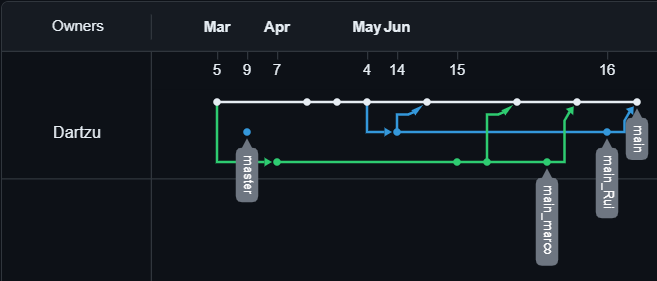 Owners Mar Apr May Jun
5 9 7 4 14 15 16
Dartzu
master
main_marco
main_Rui
main